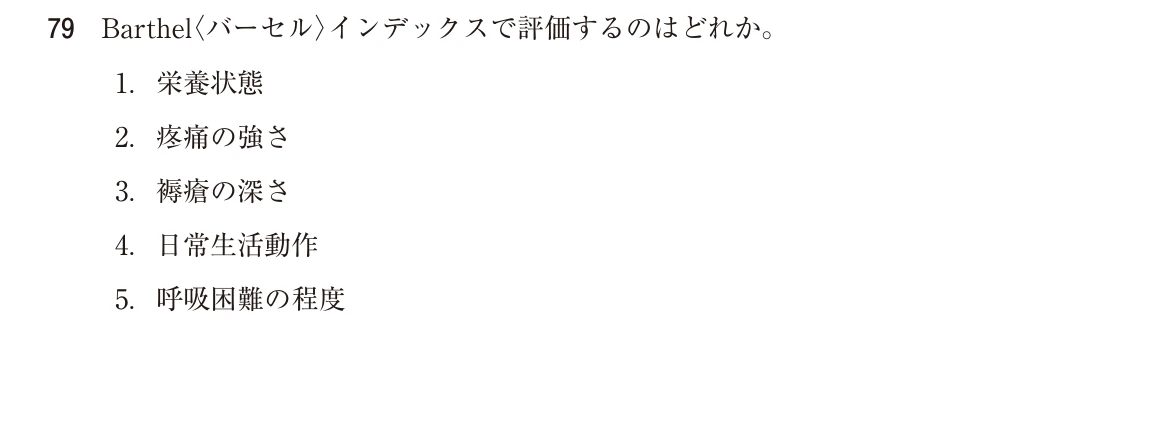 79 Barthel〈バーセル〉インデックスで評価するのはどれか。
1. 栄養状態
2. 疼痛の強さ
3. 褥瘡の深さ
4. 日常生活動作
5. 呼吸困難の程度